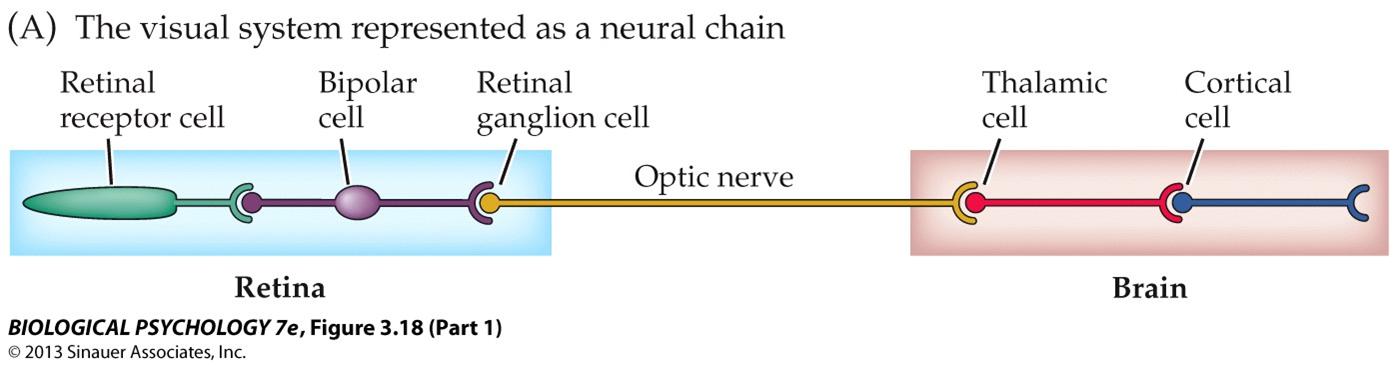 (A) The visual system represented as a neural chain
Retinal
receptor cell
Bipolar
cell
Retinal
ganglion cell
Thalamic
cell
Cortical
cell
Optic nerve
Retina
Brain
BIOLOGICAL PSYCHOLOGY 7e, Figure 3.18 (Part 1)
© 2013 Sinauer Associates, Inc.